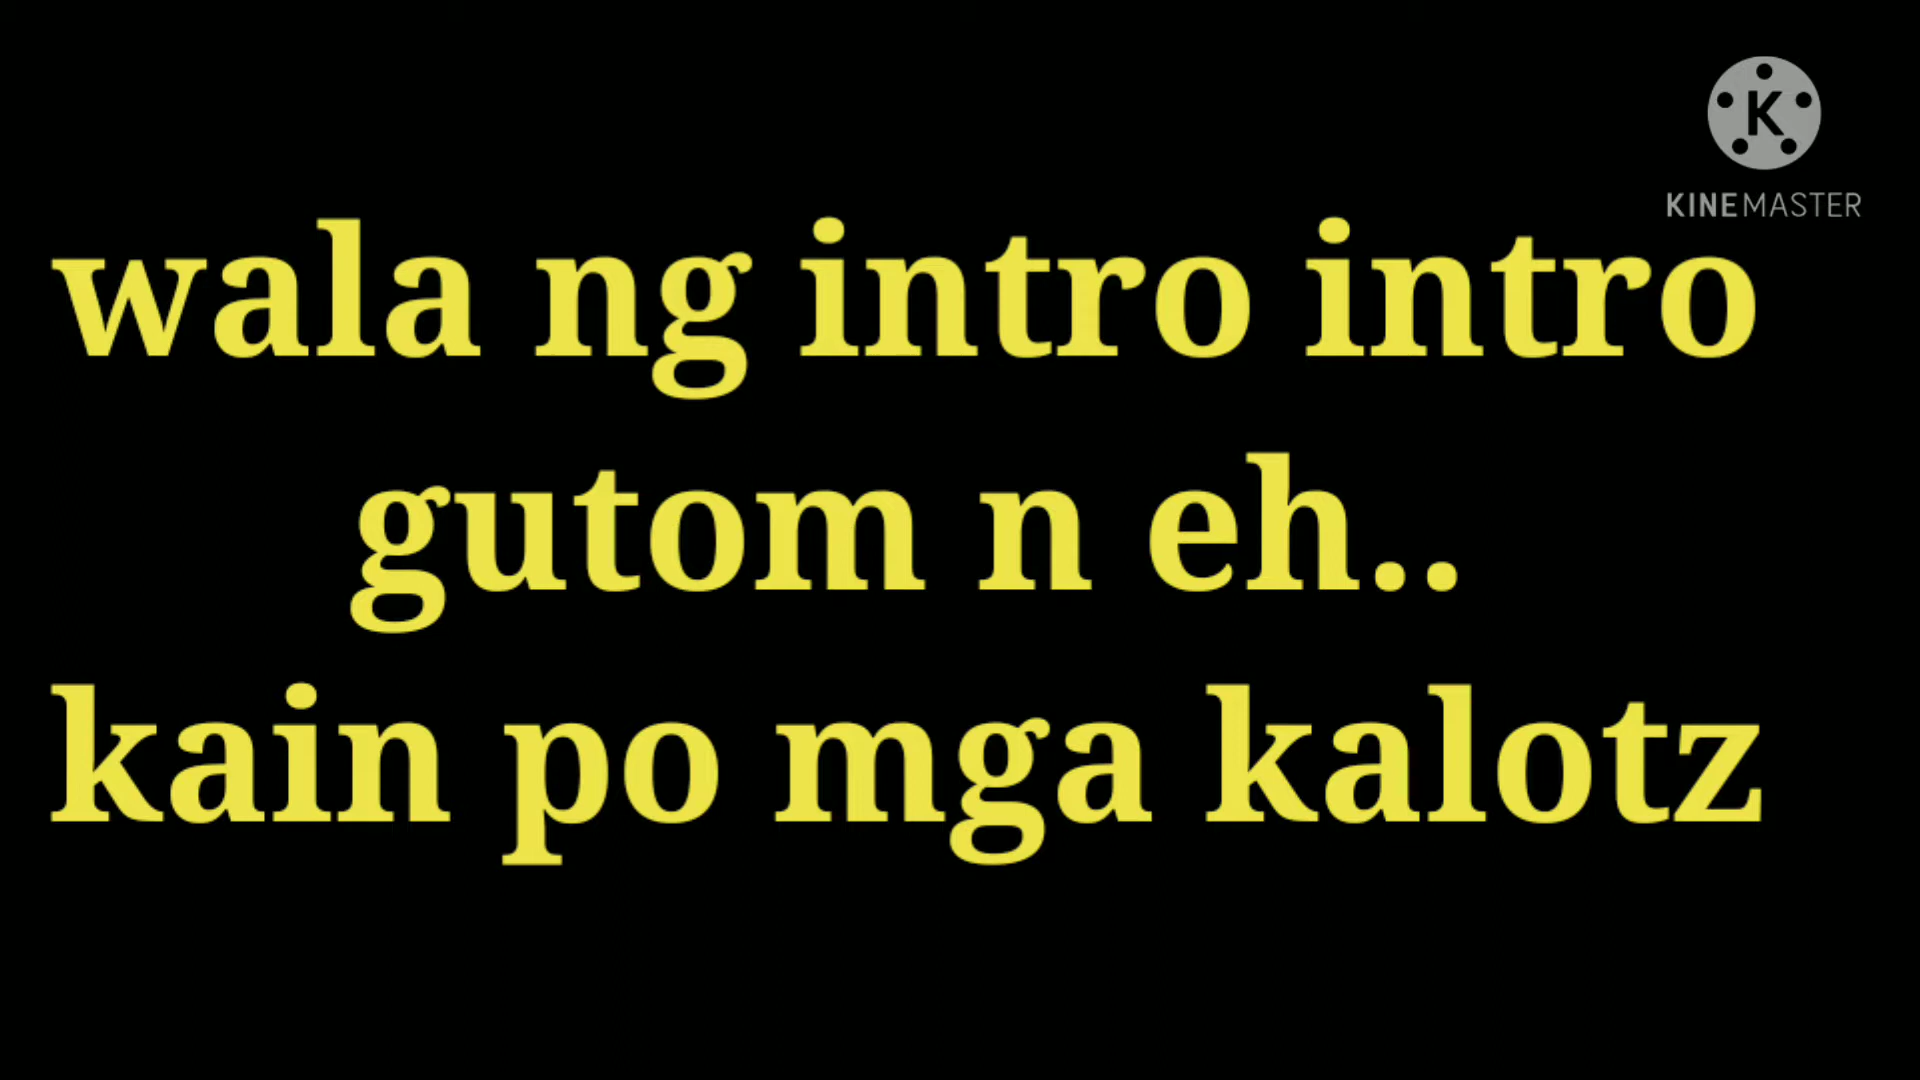 K
KINEMASTER
wala ng intro intro
gutom n eh..
kain po mga kalotz